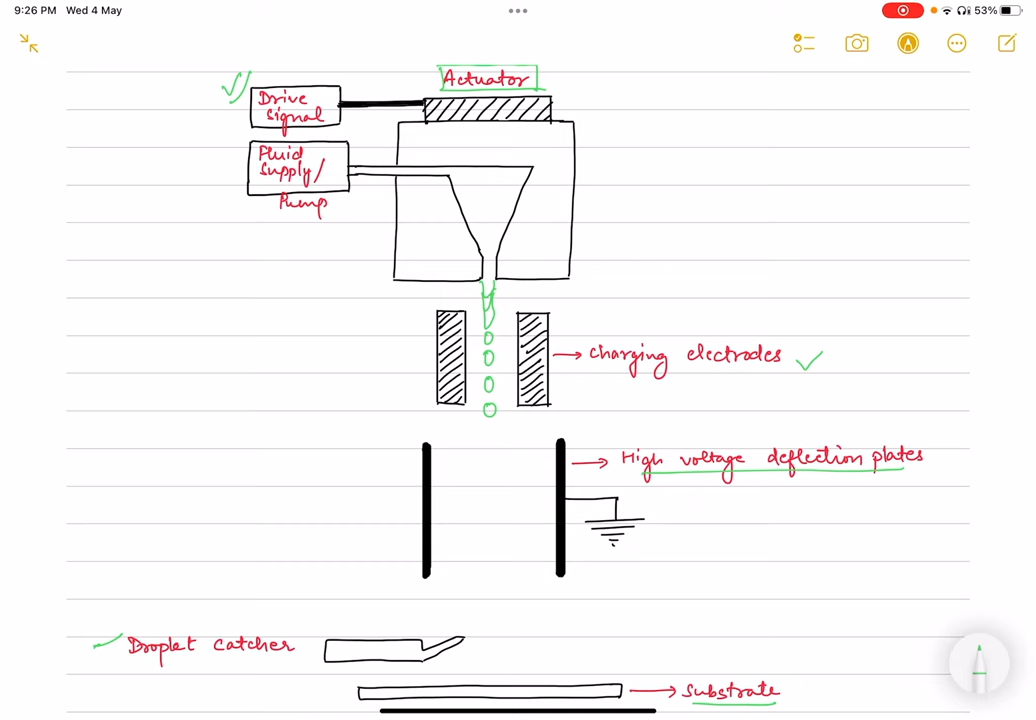 9:26 PM Wed 4 May
53%
Actuator
Drive
signal
Fluid
supply/
Pump
charging electrodes
High voltage deflection plates
Droplet catcher
substrate